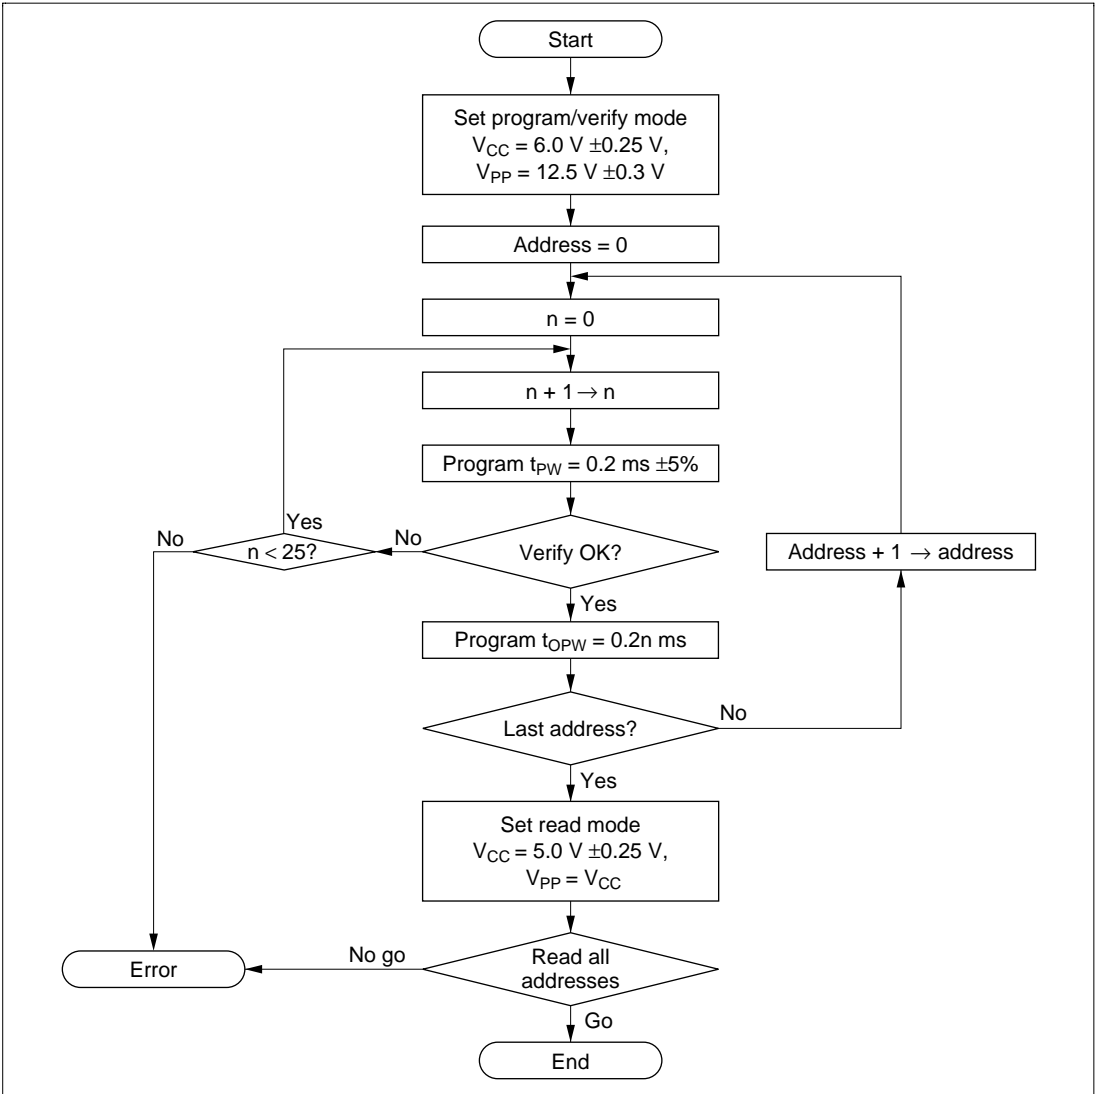 Start
Set program/verify mode
VCC = 6.0 V ±0.25 V,
VPP = 12.5 V ±0.3 V
Address = 0
n = 0
n + 1 → n
Program tPW = 0.2 ms ±5%
No
Yes
n < 25?
No
Verify OK?
Address + 1 → address
Yes
Program tOPW = 0.2n ms
Last address?
No
Yes
Set read mode
VCC = 5.0 V ±0.25 V,
VPP = VCC
Error
No go
Read all
addresses
Go
End